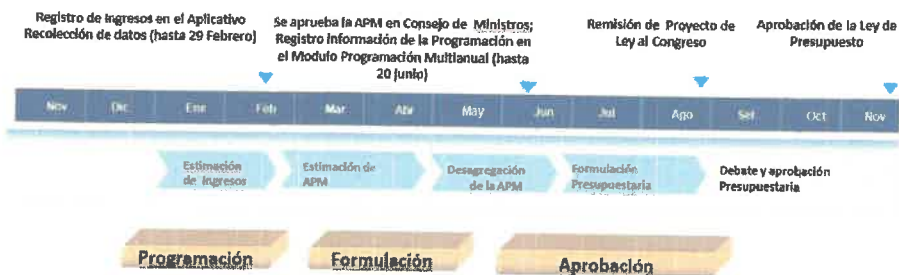 Registro de Ingresos en el Aplicativo
Recolección de datos (hasta 29 Febrero)
Se aprueba la APM en Consejo de Ministros;
Registro información de la Programación en
el Modulo Programación Multianual (hasta
20 junio)
Remisión de Proyecto de
Ley al Congreso
Aprobación de la Ley de
Presupuesto
Nov Dic Ene Feb Mar Abr May Jun Jul Ago Set Oct Nov
Estimación
de Ingresos
Estimación de
APM
Desagregación
de la APM
Formulación
Presupuestaria
Debate y aprobación
Presupuestaria
Programación
Formulación
Aprobación